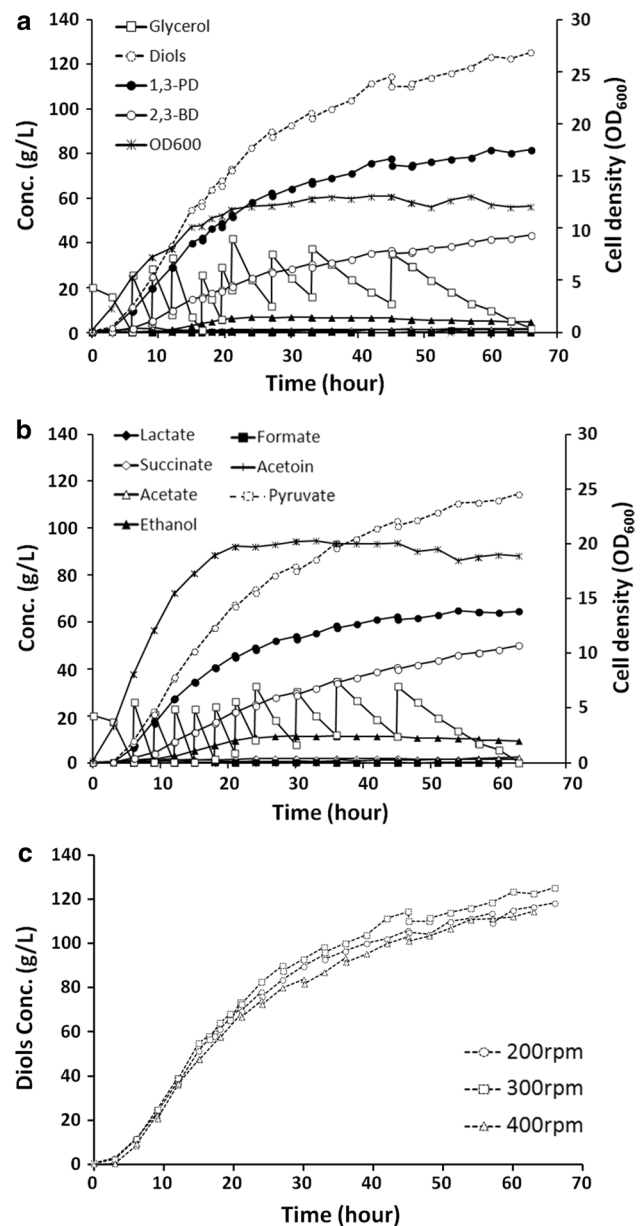 a
Glycerol
Diols
1,3-PD
2,3-BD
OD600
140
120
100
80
60
40
20
0
30
25
20
15
10
5
0
0 10 20 30 40 50 60 70
Conc. (g/L)
Cell density (OD600)
Time (hour)
b
Lactate Formate
Succinate Acetoin
Acetate Pyruvate
Ethanol
140
120
100
80
60
40
20
0
30
25
20
15
10
5
0
0 10 20 30 40 50 60 70
Conc. (g/L)
Cell density (OD600)
Time (hour)
c
140
120
100
80
60
40
20
0
0 10 20 30 40 50 60 70
Diols Conc. (g/L)
200rpm
300rpm
400rpm
Time (hour)